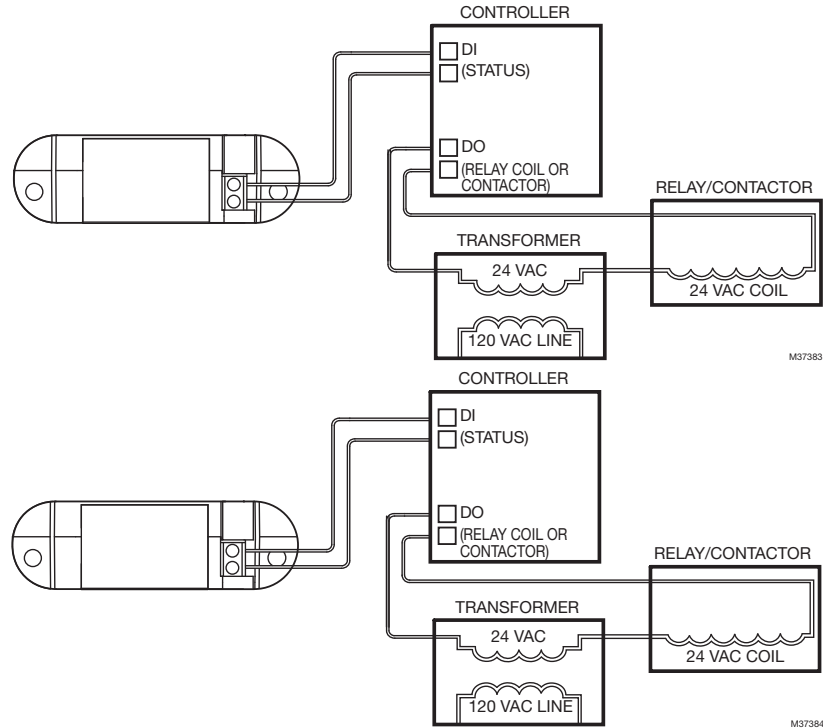 CONTROLLER
DI
(STATUS)
DO
(RELAY COIL OR
CONTACTOR)
RELAY/CONTACTOR
TRANSFORMER
24 VAC
24 VAC COIL
120 VAC LINE
M37383
CONTROLLER
DI
(STATUS)
DO
(RELAY COIL OR
CONTACTOR)
RELAY/CONTACTOR
TRANSFORMER
24 VAC
24 VAC COIL
120 VAC LINE
M37384